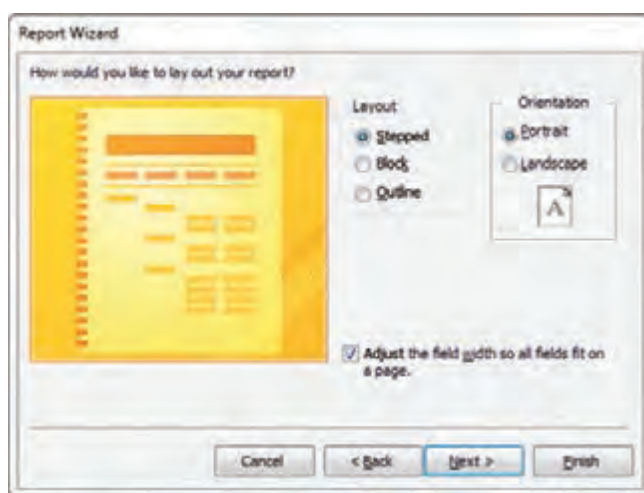 Report Wizard
How would you like to lay out your report?
Layout
Stepped
Block
Outline
Orientation
Portrait
Landscape
A
Adjust the field width so all fields fit on
a page.
Cancel
< Back
Next >
Finish